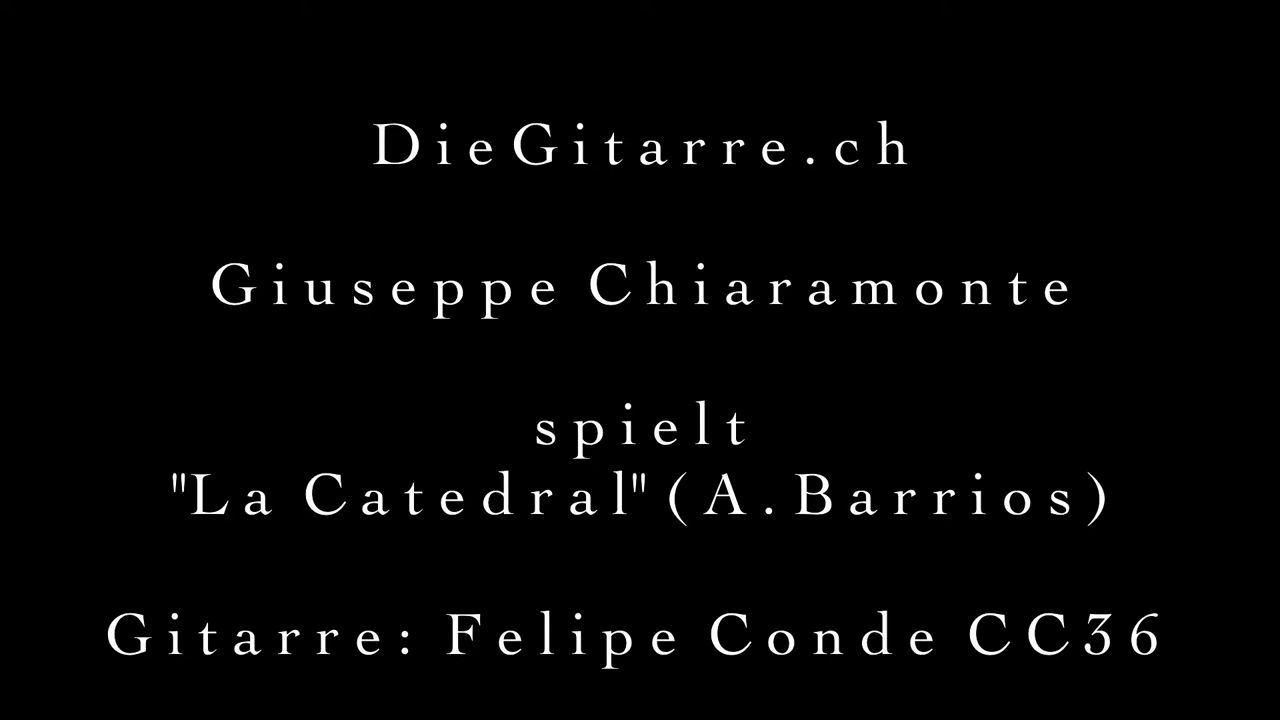 DieGitarre.ch
Giuseppe Chiaramonte
spielt
"La Catedral"(A.Barrios)
Gitarre: Felipe Conde CC36